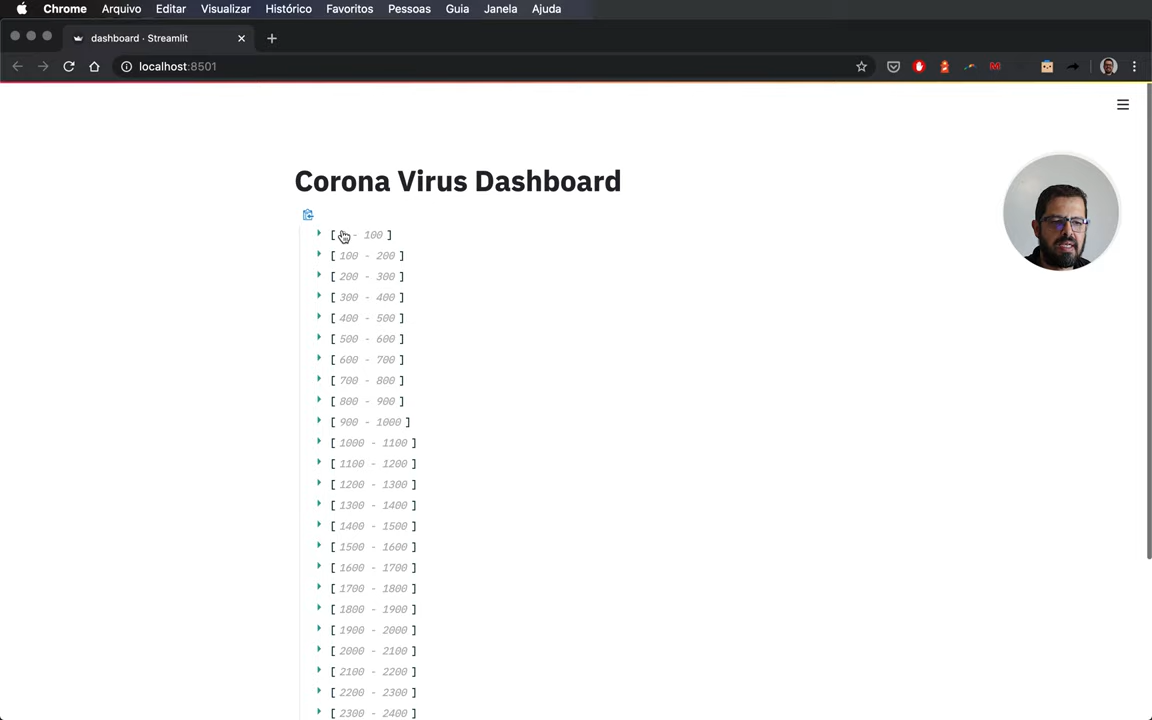 Chrome Arquivo Editar Visualizar Histórico Favoritos Pessoas Guia Janela Ajuda
dashboard · Streamlit
localhost:8501
Corona Virus Dashboard
[ - 100 ]
[ 100 - 200 ]
[ 200 - 300 ]
[ 300 - 400 ]
[ 400 - 500 ]
[ 500 - 600 ]
[ 600 - 700 ]
[ 700 - 800 ]
[ 800 - 900 ]
[ 900 - 1000 ]
[ 1000 - 1100 ]
[ 1100 - 1200 ]
[ 1200 - 1300 ]
[ 1300 - 1400 ]
[ 1400 - 1500 ]
[ 1500 - 1600 ]
[ 1600 - 1700 ]
[ 1700 - 1800 ]
[ 1800 - 1900 ]
[ 1900 - 2000 ]
[ 2000 - 2100 ]
[ 2100 - 2200 ]
[ 2200 - 2300 ]
[ 2300 - 2400 ]